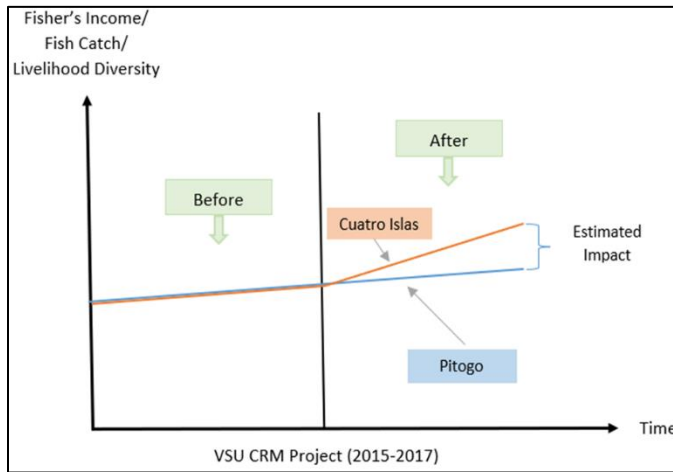 Fisher's Income/
Fish Catch/
Livelihood Diversity
After
Before
Cuatro Islas
Estimated
Impact
Pitogo
Time
VSU CRM Project (2015-2017)